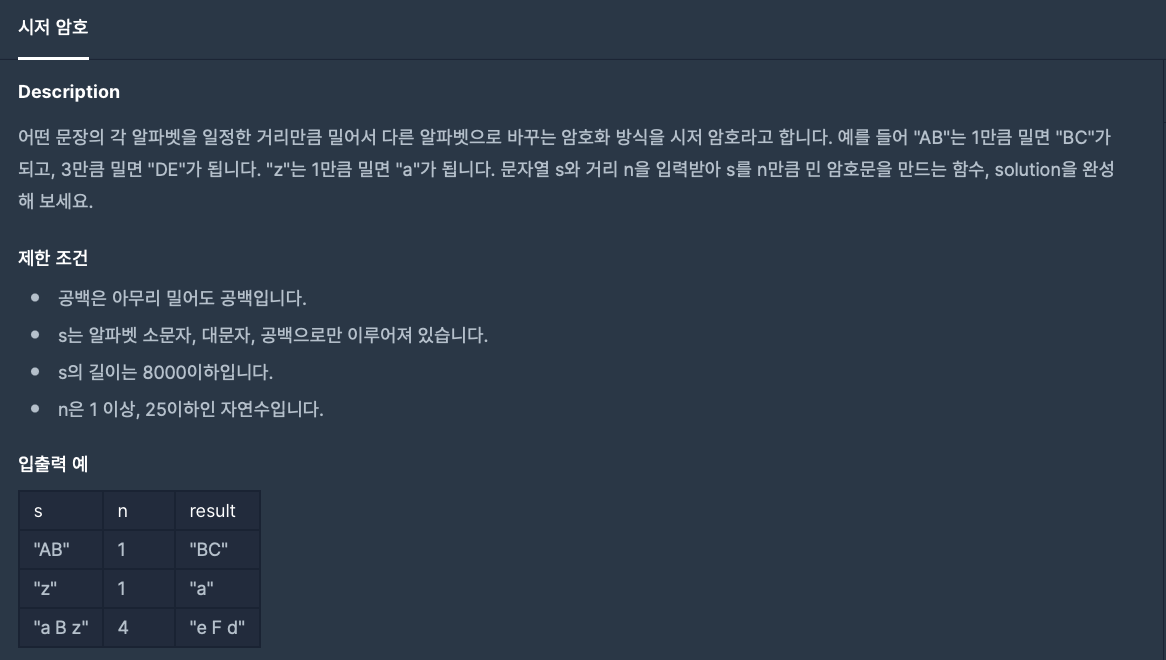 시저 암호
Description
어떤 문장의 각 알파벳을 일정한 거리만큼 밀어서 다른 알파벳으로 바꾸는 암호화 방식을 시저 암호라고 합니다. 예를 들어 "AB"는 1만큼 밀면 "BC"가
되고, 3만큼 밀면 "DE"가 됩니다. "z"는 1만큼 밀면 "a"가 됩니다. 문자열 s와 거리 n을 입력받아 s를 n만큼 민 암호문을 만드는 함수, solution을 완성
해 보세요.
제한 조건
• 공백은 아무리 밀어도 공백입니다.
• s는 알파벳 소문자, 대문자, 공백으로만 이루어져 있습니다.
• s의 길이는 8000이하입니다.
• n은 1 이상, 25이하인 자연수입니다.
입출력 예
s n result
"AB" 1 "BC"
"z" 1 "a"
"a B z" 4 "e F d"